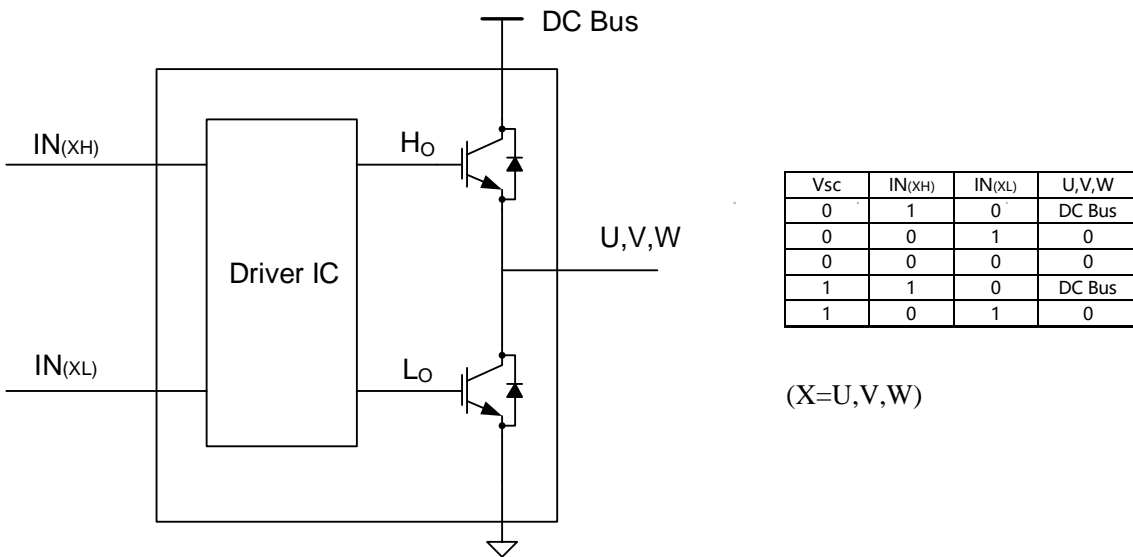 DC Bus
IN(XH)
HO
U,V,W
Driver IC
IN(XL)
LO
Vsc IN(XH) IN(XL) U,V,W
0 1 0 DC Bus
0 0 1 0
0 0 0 0
1 1 0 DC Bus
1 0 1 0
(X=U,V,W)